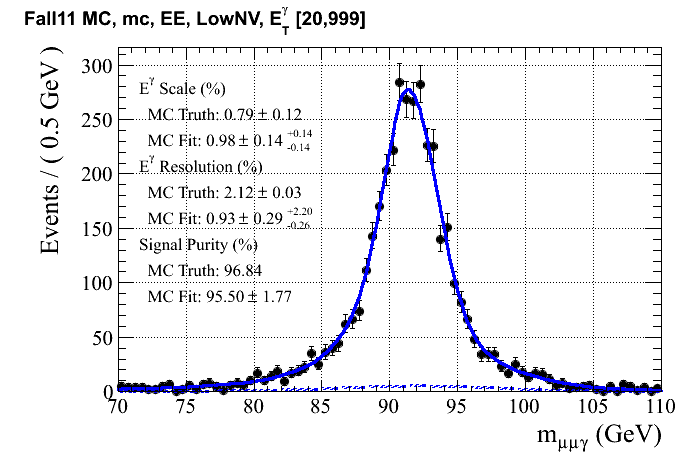 Fall11 MC, mc, EE, LowNV, E_T^γ [20,999]
Events / ( 0.5 GeV )
300
250
200
150
100
50
0
E^γ Scale (%)
MC Truth: 0.79 ± 0.12
MC Fit: 0.98 ± 0.14 +0.14 -0.14
E^γ Resolution (%)
MC Truth: 2.12 ± 0.03
MC Fit: 0.93 ± 0.29 +2.20 -0.26
Signal Purity (%)
MC Truth: 96.84
MC Fit: 95.50 ± 1.77
70 75 80 85 90 95 100 105 110
m_μμγ (GeV)